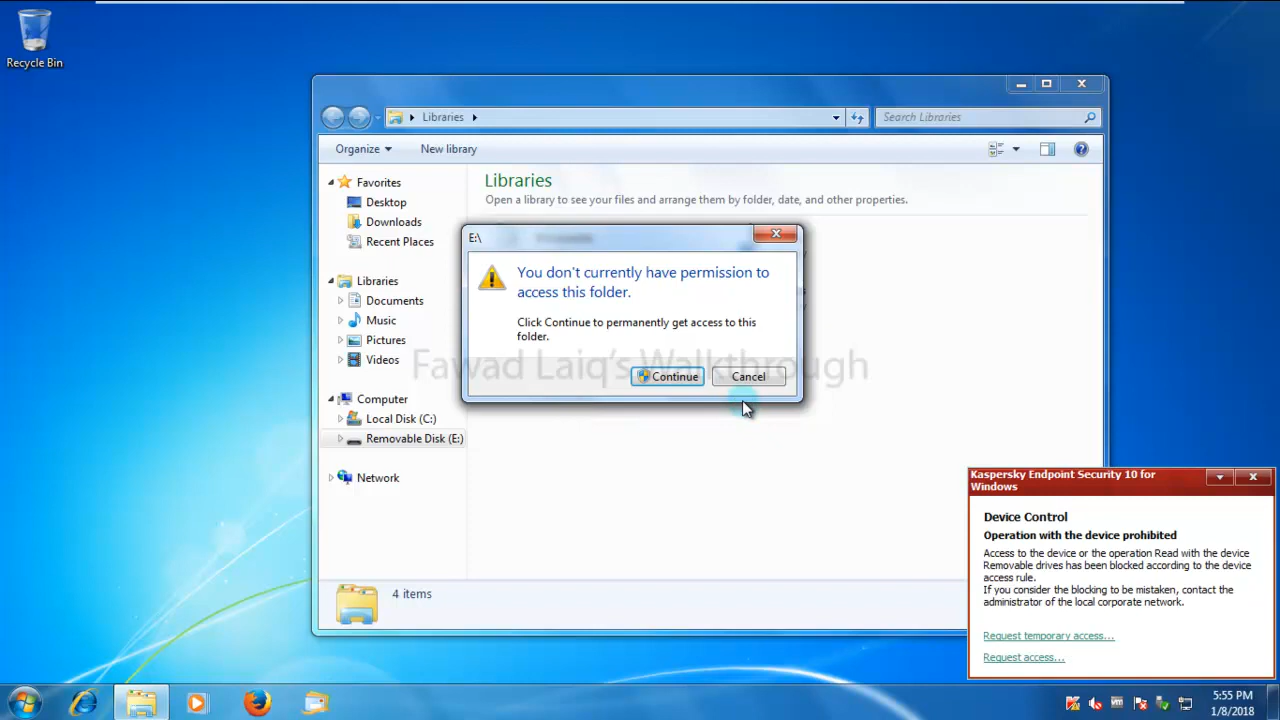 Recycle Bin
Libraries
Search Libraries
Organize
New library
Favorites
Desktop
Downloads
Recent Places
Libraries
Documents
Music
Pictures
Videos
Computer
Local Disk (C:)
Removable Disk (E:)
Network
Libraries
Open a library to see your files and arrange them by folder, date, and other properties.
E:\
You don't currently have permission to
access this folder.
Click Continue to permanently get access to this
folder.
Fawad Laiq's Walkthrough
Continue
Cancel
4 items
Kaspersky Endpoint Security 10 for
Windows
Device Control
Operation with the device prohibited
Access to the device or the operation Read with the device
Removable drives has been blocked according to the device
access rule.
If you consider the blocking to be mistaken, contact the
administrator of the local corporate network.
Request temporary access...
Request access...
5:55 PM
1/8/2018